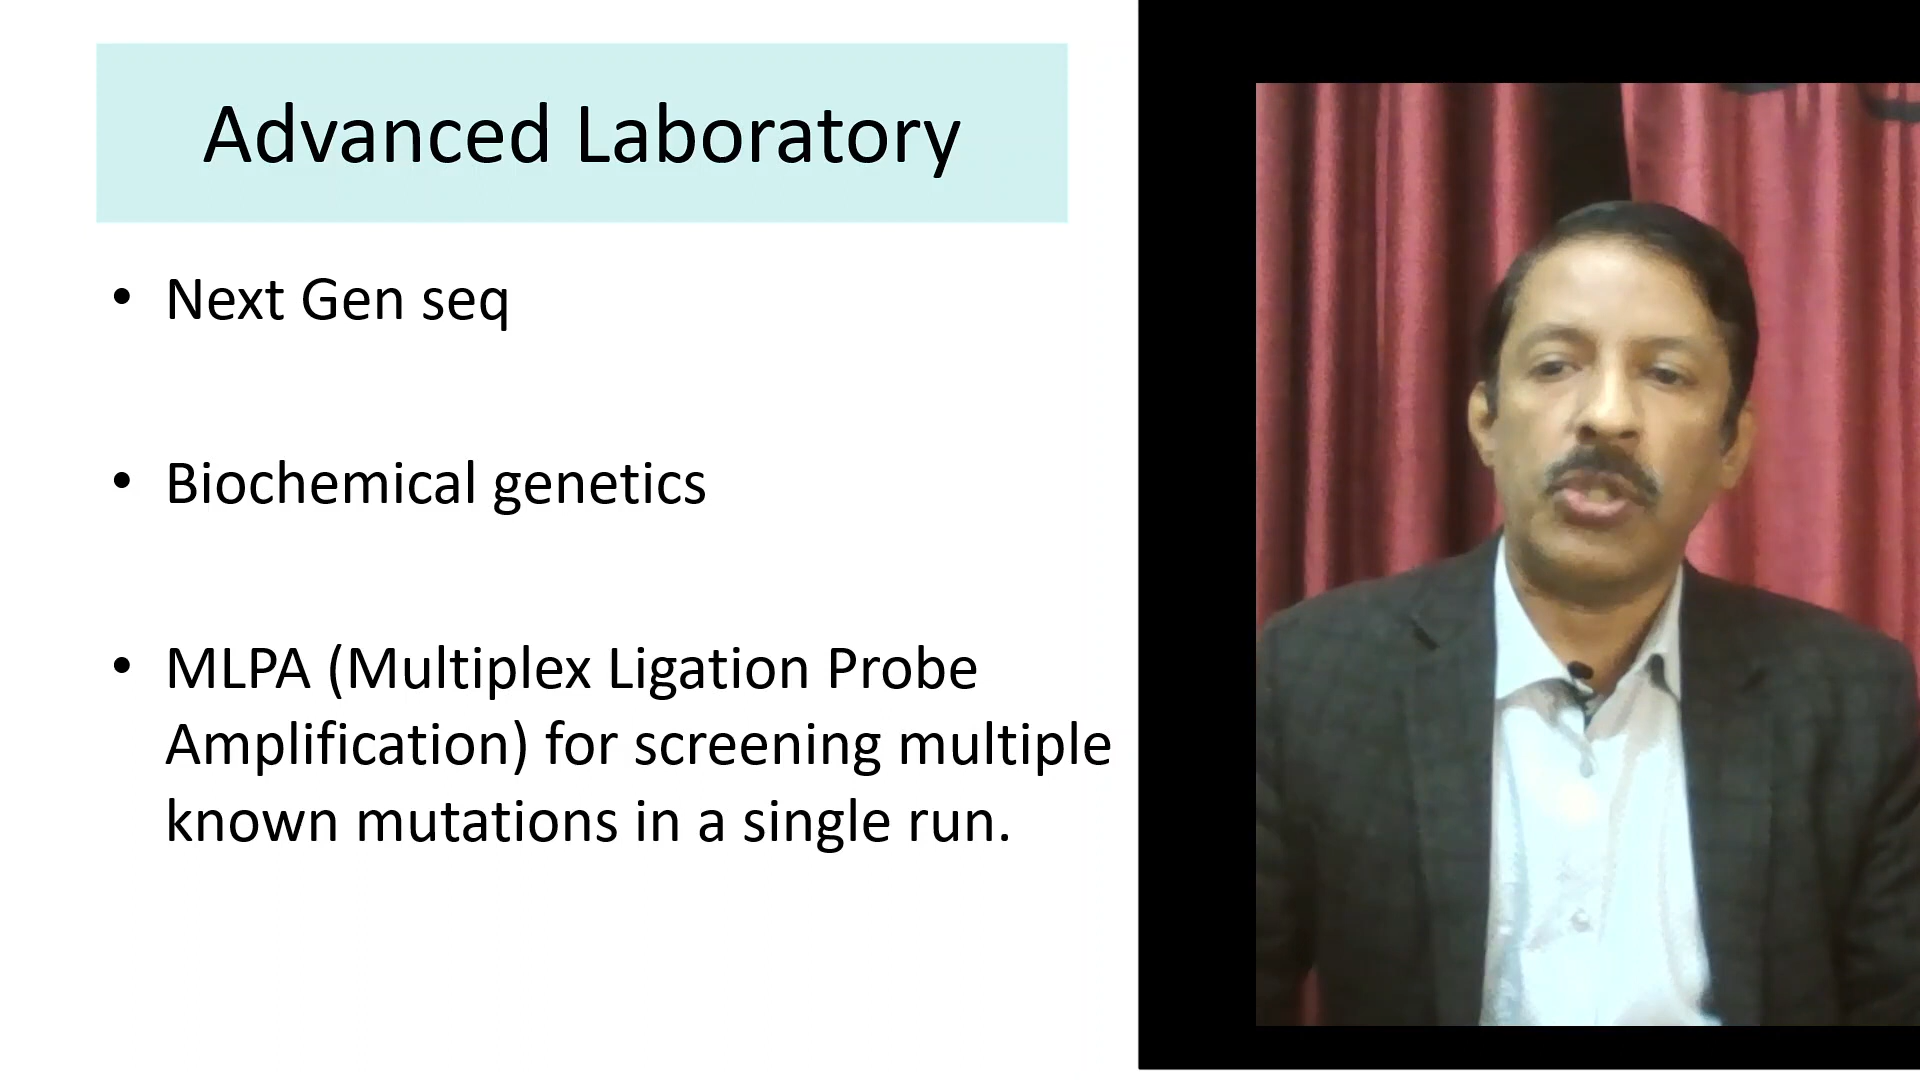 Advanced Laboratory
• Next Gen seq
• Biochemical genetics
• MLPA (Multiplex Ligation Probe
Amplification) for screening multiple
known mutations in a single run.